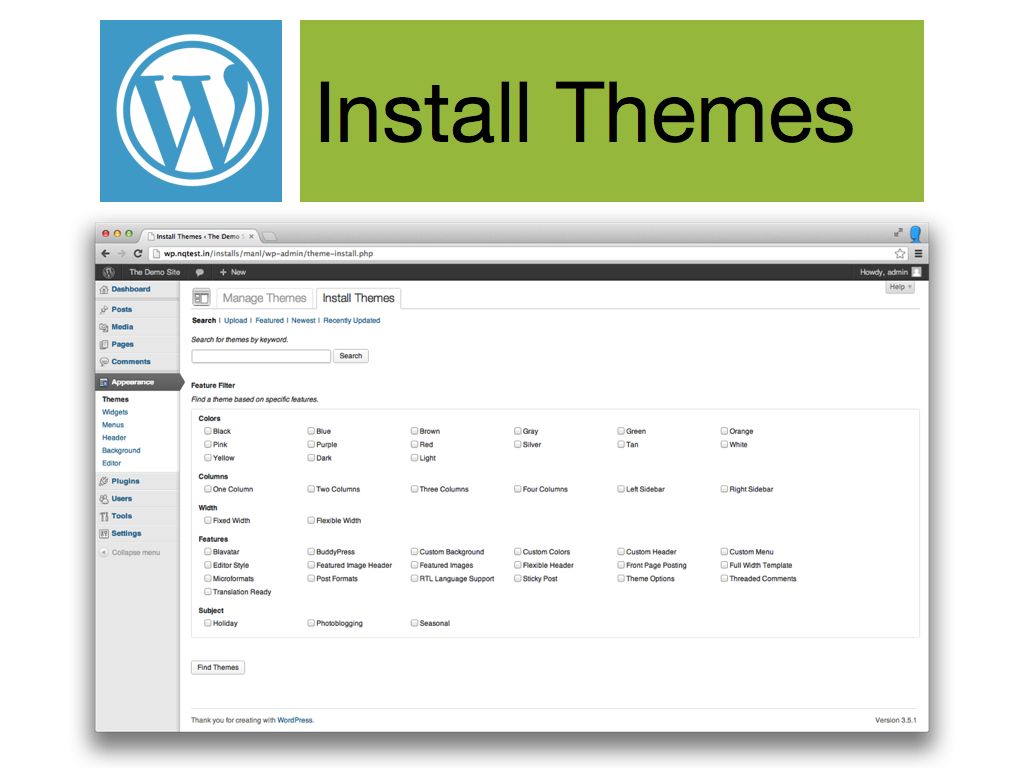 Install Themes
Install Themes ‹ The Demo S
wp.nqtest.in/installs/manl/wp-admin/theme-install.php
The Demo Site + New Howdy, admin
Help
Dashboard
Posts
Media
Pages
Comments
Appearance
Themes
Widgets
Menus
Header
Background
Editor
Plugins
Users
Tools
Settings
Collapse menu
Manage Themes Install Themes
Search | Upload | Featured | Newest | Recently Updated
Search for themes by keyword.
Search
Feature Filter
Find a theme based on specific features.
Colors
Black Blue Brown Gray Green Orange
Pink Purple Red Silver Tan White
Yellow Dark Light
Columns
One Column Two Columns Three Columns Four Columns Left Sidebar Right Sidebar
Width
Fixed Width Flexible Width
Features
Blavatar BuddyPress Custom Background Custom Colors Custom Header Custom Menu
Editor Style Featured Image Header Featured Images Flexible Header Front Page Posting Full Width Template
Microformats Post Formats RTL Language Support Sticky Post Theme Options Threaded Comments
Translation Ready
Subject
Holiday Photoblogging Seasonal
Find Themes
Thank you for creating with WordPress. Version 3.5.1